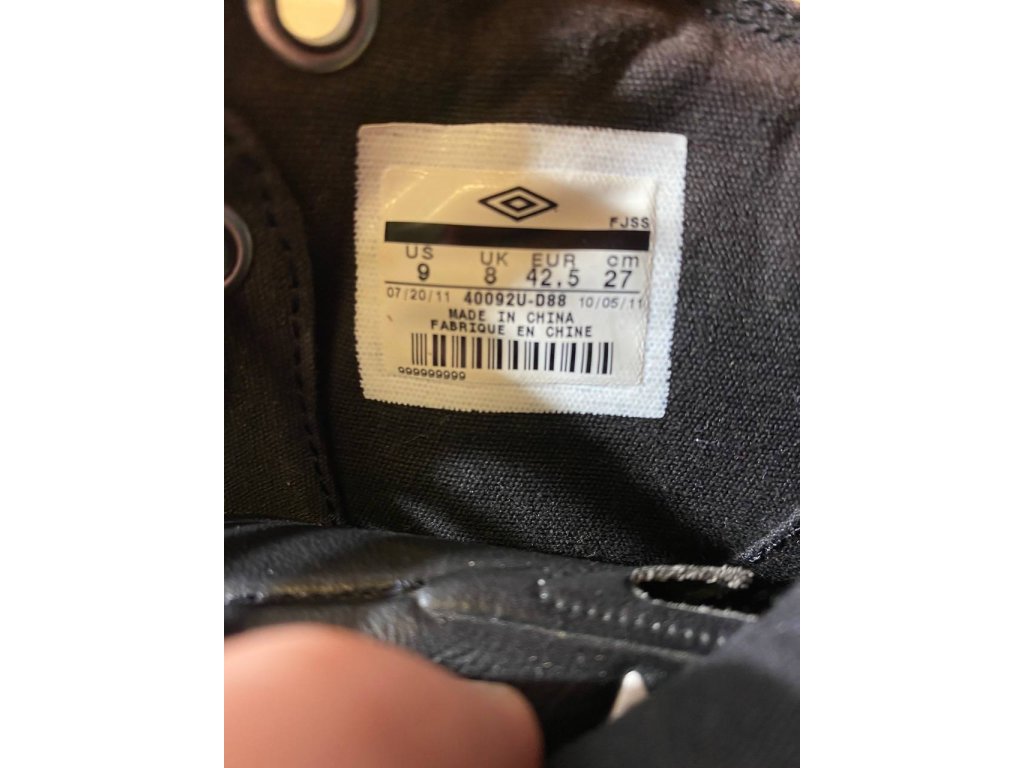 FJSS
US UK EUR cm
9 8 42.5 27
07/20/11 40092U-D88 10/05/11
MADE IN CHINA
FABRIQUE EN CHINE
999999999